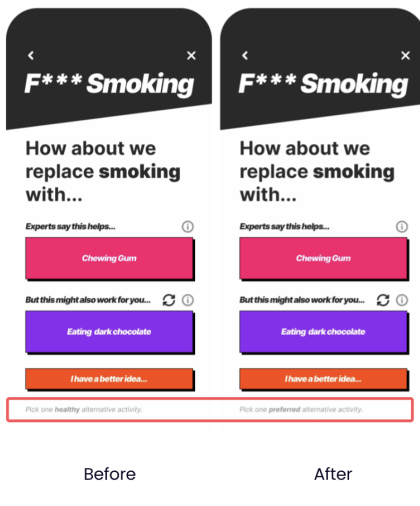 F*** Smoking
How about we
replace smoking
with...
Experts say this helps...
Chewing Gum
But this might also work for you...
Eating dark chocolate
I have a better idea...
Pick one healthy alternative activity.
Before
F*** Smoking
How about we
replace smoking
with...
Experts say this helps...
Chewing Gum
But this might also work for you...
Eating dark chocolate
I have a better idea...
Pick one preferred alternative activity.
After